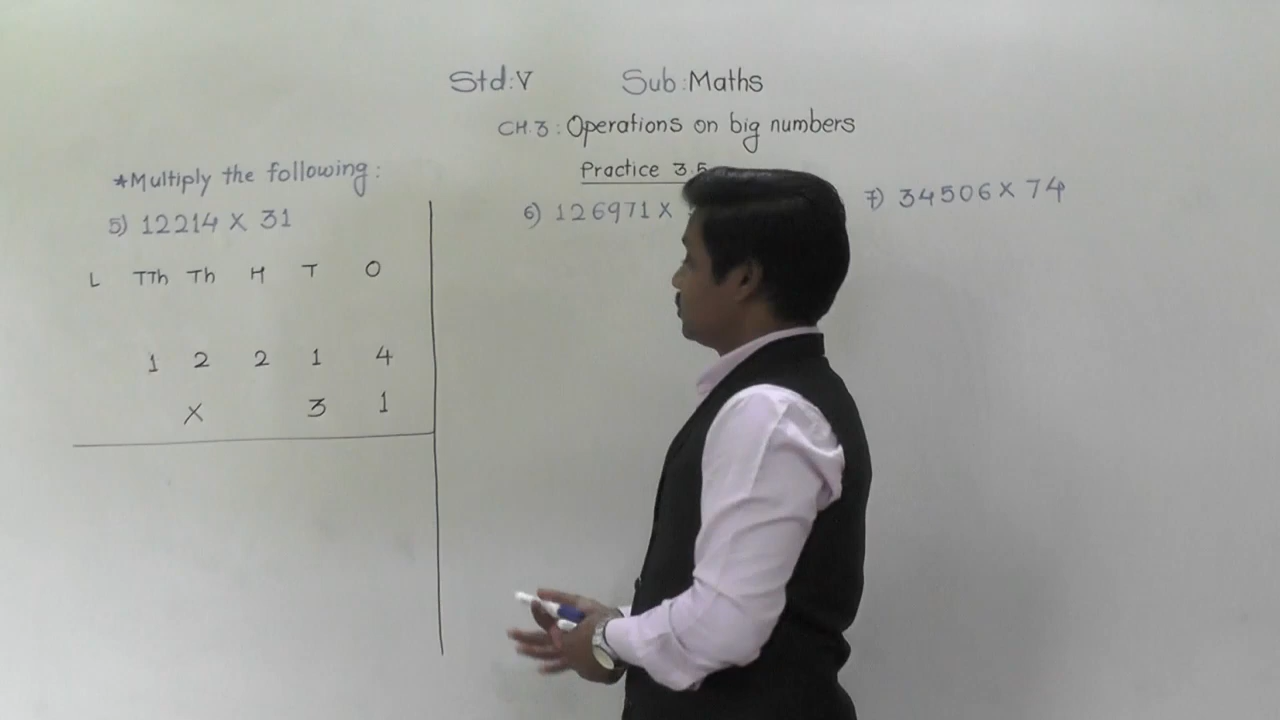 Std:V Sub:Maths
CH.3: Operations on big numbers
Practice 3.5
*Multiply the following:
5) 12214 X 31
L TTh Th H T O
1 2 2 1 4
X 3 1
6) 126971 X
7) 34506 X 74